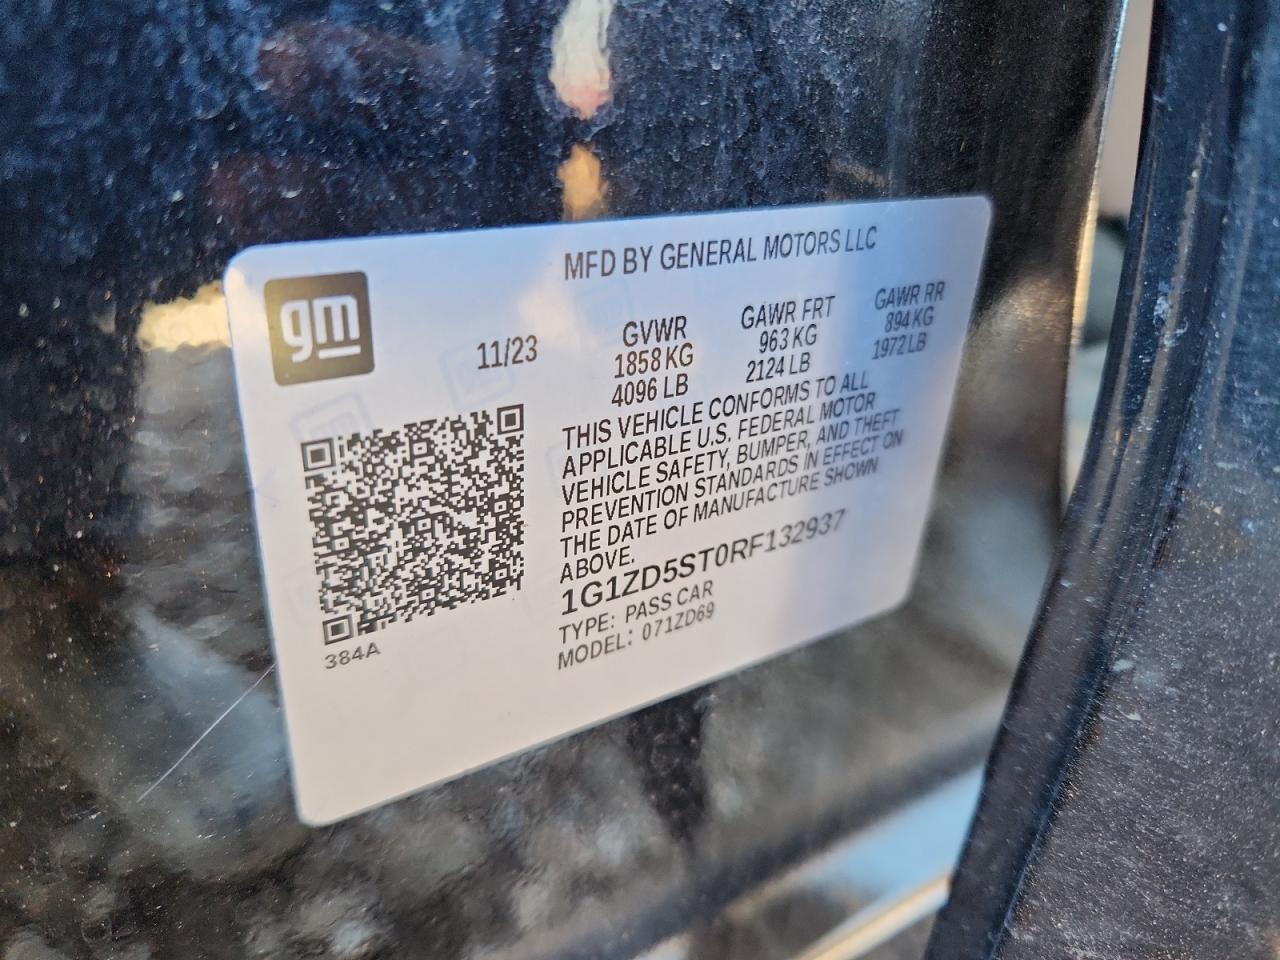 MFD BY GENERAL MOTORS LLC
gm
11/23
GVWR
1858 KG
4096 LB
GAWR FRT
963 KG
2124 LB
GAWR RR
894 KG
1972 LB
THIS VEHICLE CONFORMS TO ALL
APPLICABLE U.S. FEDERAL MOTOR
VEHICLE SAFETY, BUMPER, AND THEFT
PREVENTION STANDARDS IN EFFECT ON
THE DATE OF MANUFACTURE SHOWN
ABOVE.
1G1ZD5ST0RF132937
TYPE: PASS CAR
MODEL: 071ZD69
384A